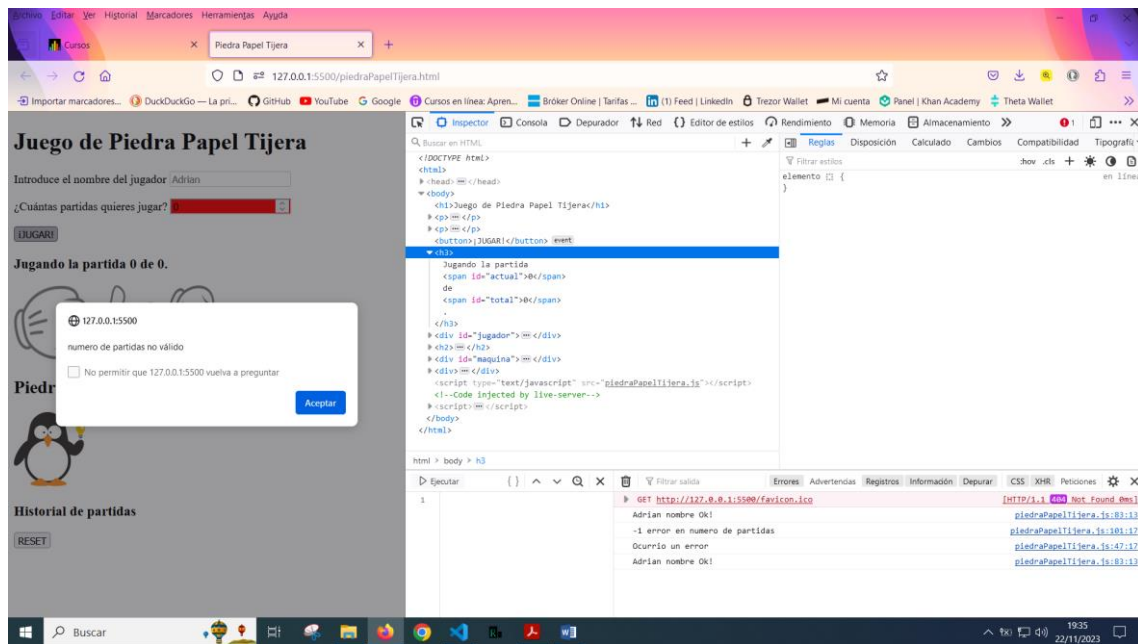 Archivo Editar Ver Historial Marcadores Herramientas Ayuda
Cursos
Piedra Papel Tijera
127.0.0.1:5500/piedraPapelTijera.html
Importar marcadores... DuckDuckGo — La pri... GitHub YouTube Google Cursos en línea: Apren... Bróker Online | Tarifas ... (1) Feed | LinkedIn Trezor Wallet Mi cuenta Panel | Khan Academy Theta Wallet
Inspector Consola Depurador Red Editor de estilos Rendimiento Memoria Almacenamiento 1
Buscar en HTML
Reglas Disposición Calculado Cambios Compatibilidad Tipografí
Filtrar estilos :hov .cls
elemento { en línea
}
Juego de Piedra Papel Tijera
Introduce el nombre del jugador Adrian
¿Cuántas partidas quieres jugar? 0
¡JUGAR!
Jugando la partida 0 de 0.
127.0.0.1:5500
numero de partidas no válido
No permitir que 127.0.0.1:5500 vuelva a preguntar
Aceptar
Piedr
Historial de partidas
RESET
<!DOCTYPE html>
<html>
<head> </head>
<body>
<h1>Juego de Piedra Papel Tijera</h1>
<p> </p>
<p> </p>
<button>¡JUGAR!</button> event
<h3>
Jugando la partida
<span id="actual">0</span>
de
<span id="total">0</span>
.
</h3>
<div id="jugador"> </div>
<h2> </h2>
<div id="maquina"> </div>
<div> </div>
<script type="text/javascript" src="piedraPapelTijera.js"></script>
<!--Code injected by live-server-->
<script> </script>
</body>
</html>
html > body > h3
Ejecutar
1
Filtrar salida Errores Advertencias Registros Información Depurar CSS XHR Peticiones
GET http://127.0.0.1:5500/favicon.ico [HTTP/1.1 404 Not Found 0ms]
Adrian nombre Ok! piedraPapelTijera.js:83:13
-1 error en numero de partidas piedraPapelTijera.js:101:17
Ocurrio un error piedraPapelTijera.js:47:17
Adrian nombre Ok! piedraPapelTijera.js:83:13
Buscar
19:35
22/11/2023